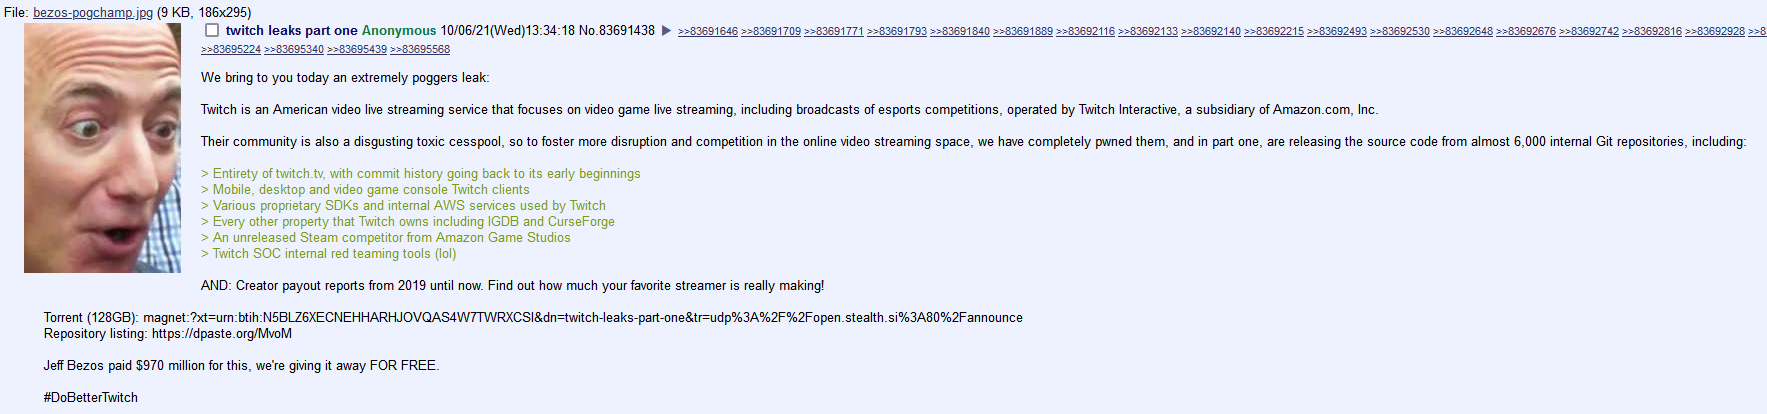 File: bezos-pogchamp.jpg (9 KB, 186x295)
twitch leaks part one Anonymous 10/06/21(Wed)13:34:18 No.83691438 ▶ >>83691646 >>83691709 >>83691771 >>83691793 >>83691840 >>83691889 >>83692116 >>83692133 >>83692140 >>83692215 >>83692493 >>83692530 >>83692648 >>83692676 >>83692742 >>83692816 >>83692928 >>8
>>83695224 >>83695340 >>83695439 >>83695568
We bring to you today an extremely poggers leak:
Twitch is an American video live streaming service that focuses on video game live streaming, including broadcasts of esports competitions, operated by Twitch Interactive, a subsidiary of Amazon.com, Inc.
Their community is also a disgusting toxic cesspool, so to foster more disruption and competition in the online video streaming space, we have completely pwned them, and in part one, are releasing the source code from almost 6,000 internal Git repositories, including:
> Entirety of twitch.tv, with commit history going back to its early beginnings
> Mobile, desktop and video game console Twitch clients
> Various proprietary SDKs and internal AWS services used by Twitch
> Every other property that Twitch owns including IGDB and CurseForge
> An unreleased Steam competitor from Amazon Game Studios
> Twitch SOC internal red teaming tools (lol)
AND: Creator payout reports from 2019 until now. Find out how much your favorite streamer is really making!
Torrent (128GB): magnet:?xt=urn:btih:N5BLZ6XECNEHHARHJOVQAS4W7TWRXCSI&dn=twitch-leaks-part-one&tr=udp%3A%2F%2Fopen.stealth.si%3A80%2Fannounce
Repository listing: https://dpaste.org/MvoM
Jeff Bezos paid $970 million for this, we're giving it away FOR FREE.
#DoBetterTwitch